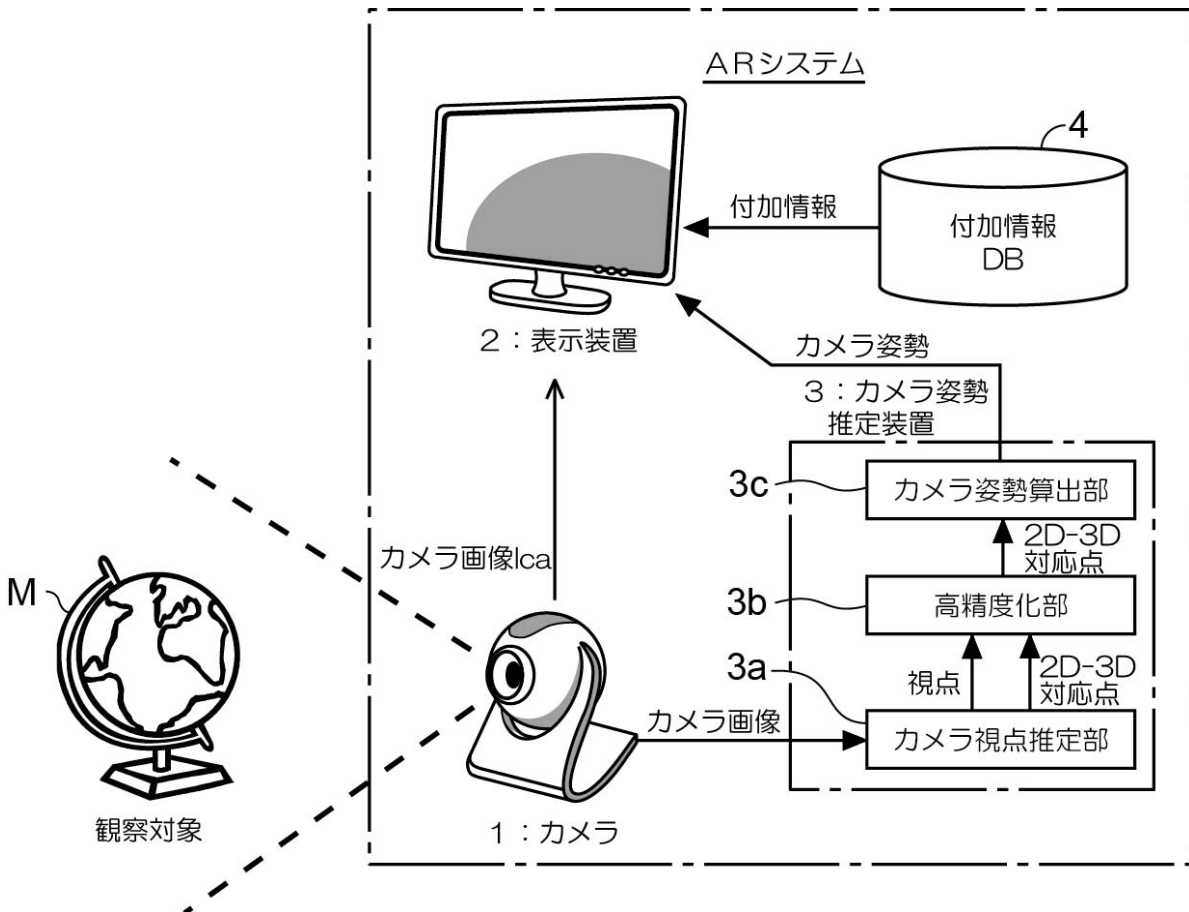 ARシステム
4
付加情報
付加情報
DB
2：表示装置
カメラ姿勢
3：カメラ姿勢
推定装置
3c
カメラ姿勢算出部
2D-3D
対応点
カメラ画像Ica
M
3b
高精度化部
3a
視点
2D-3D
対応点
カメラ画像
カメラ視点推定部
観察対象
1：カメラ